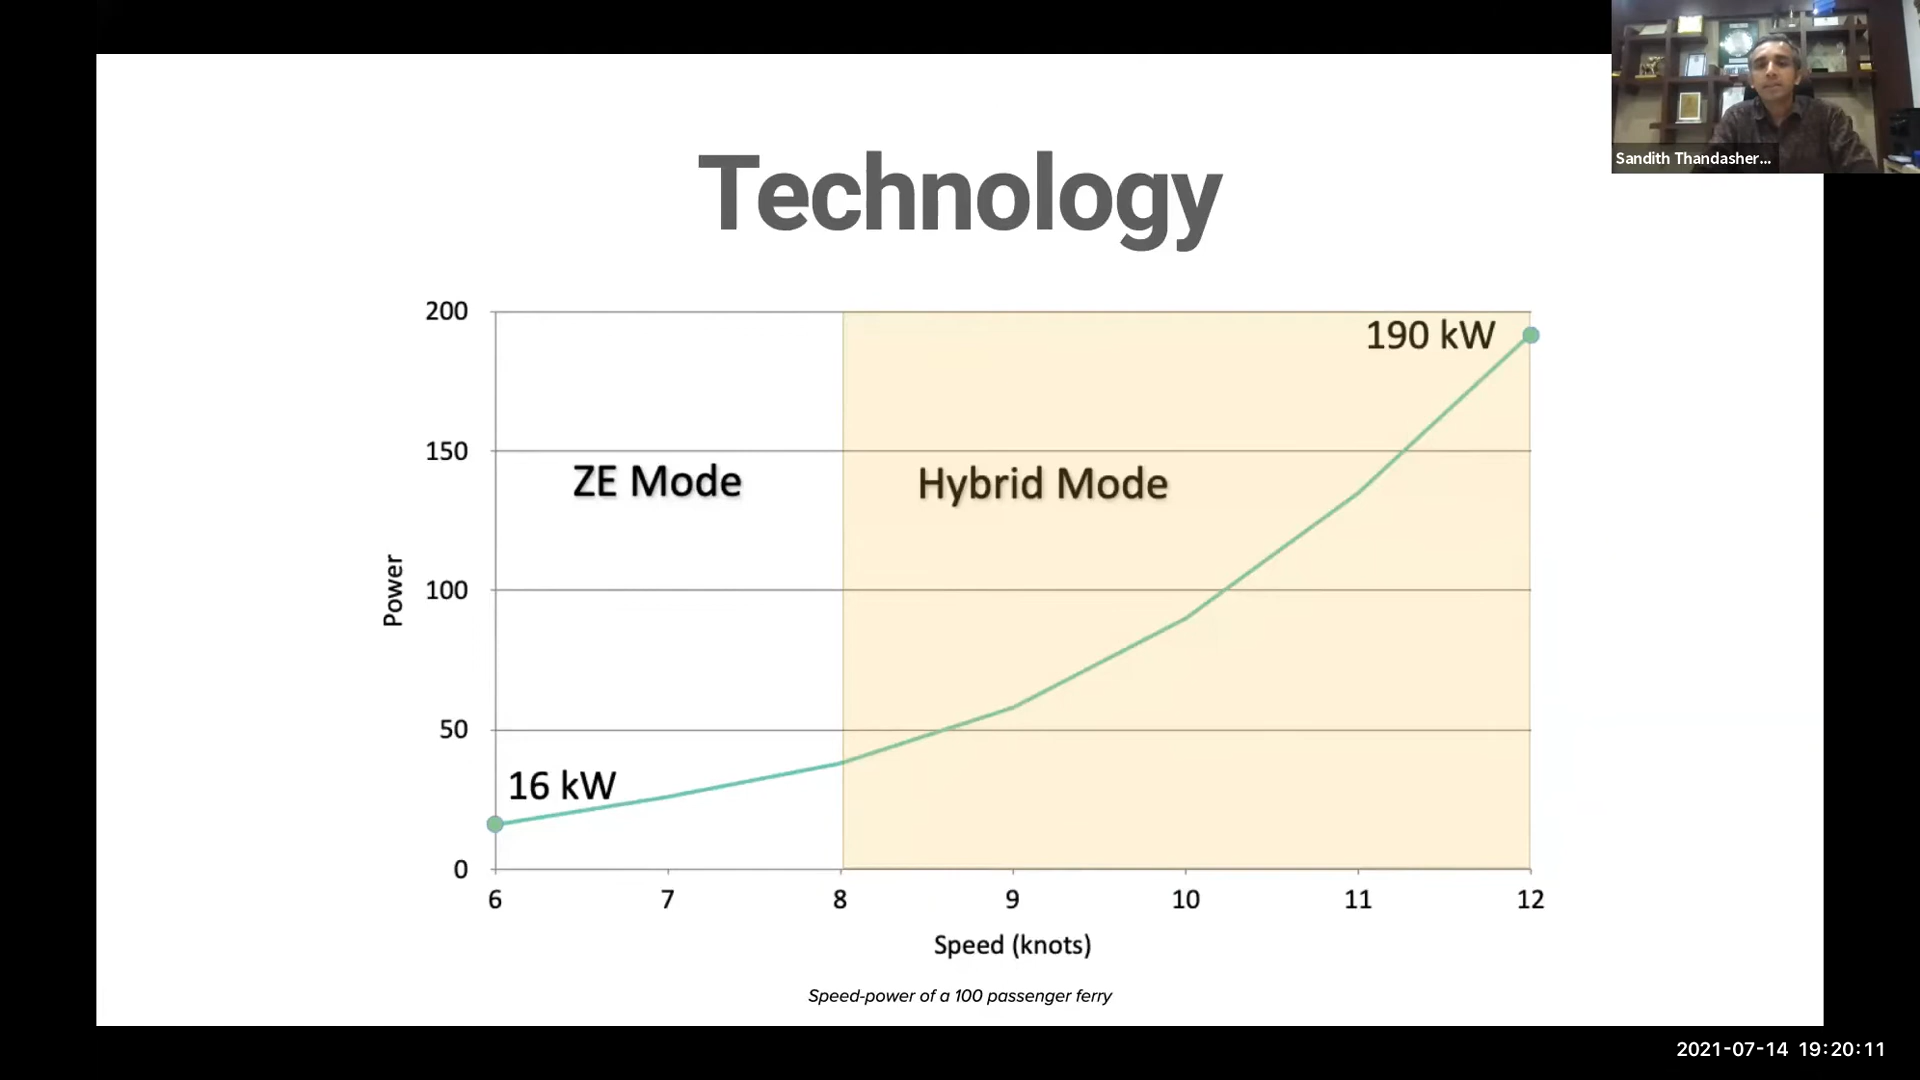 Technology
Sandith Thandasher...
200
150
100
50
0
Power
190 kW
ZE Mode
Hybrid Mode
16 kW
6 7 8 9 10 11 12
Speed (knots)
Speed-power of a 100 passenger ferry
2021-07-14 19:20:11